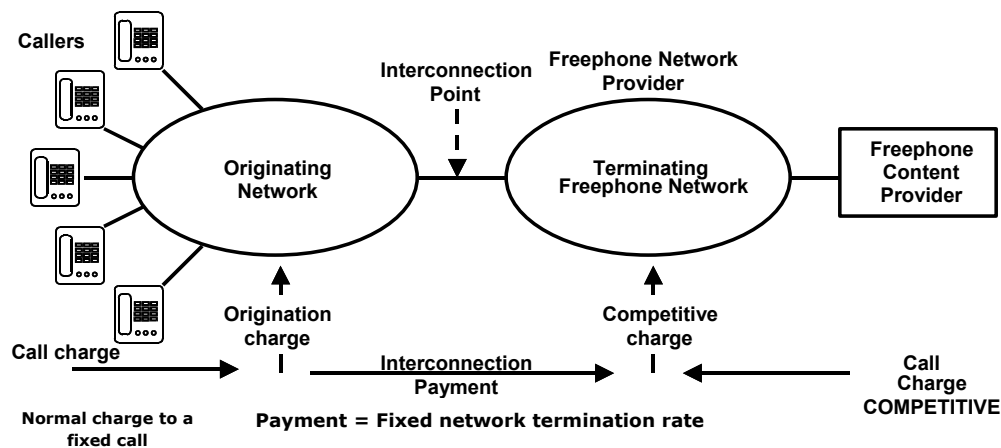 Callers
Interconnection
Point
Freephone Network
Provider
Originating
Network
Terminating
Freephone Network
Freephone
Content
Provider
Origination
charge
Competitive
charge
Call charge
Interconnection
Payment
Call
Charge
COMPETITIVE
Normal charge to a
fixed call
Payment = Fixed network termination rate